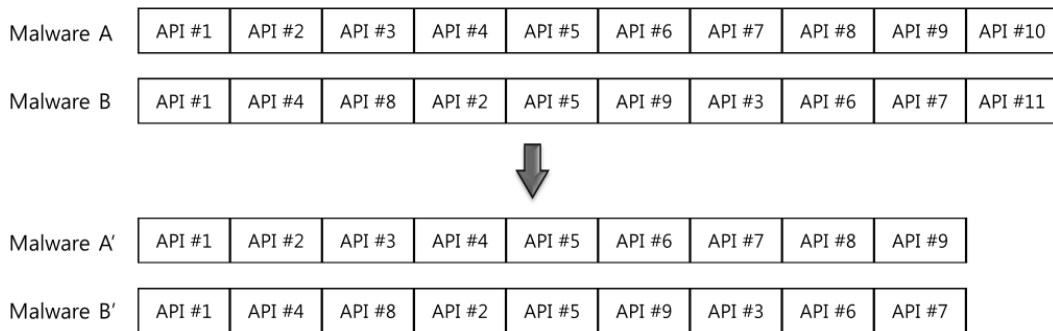 Malware A API #1 API #2 API #3 API #4 API #5 API #6 API #7 API #8 API #9 API #10
Malware B API #1 API #4 API #8 API #2 API #5 API #9 API #3 API #6 API #7 API #11
Malware A' API #1 API #2 API #3 API #4 API #5 API #6 API #7 API #8 API #9
Malware B' API #1 API #4 API #8 API #2 API #5 API #9 API #3 API #6 API #7